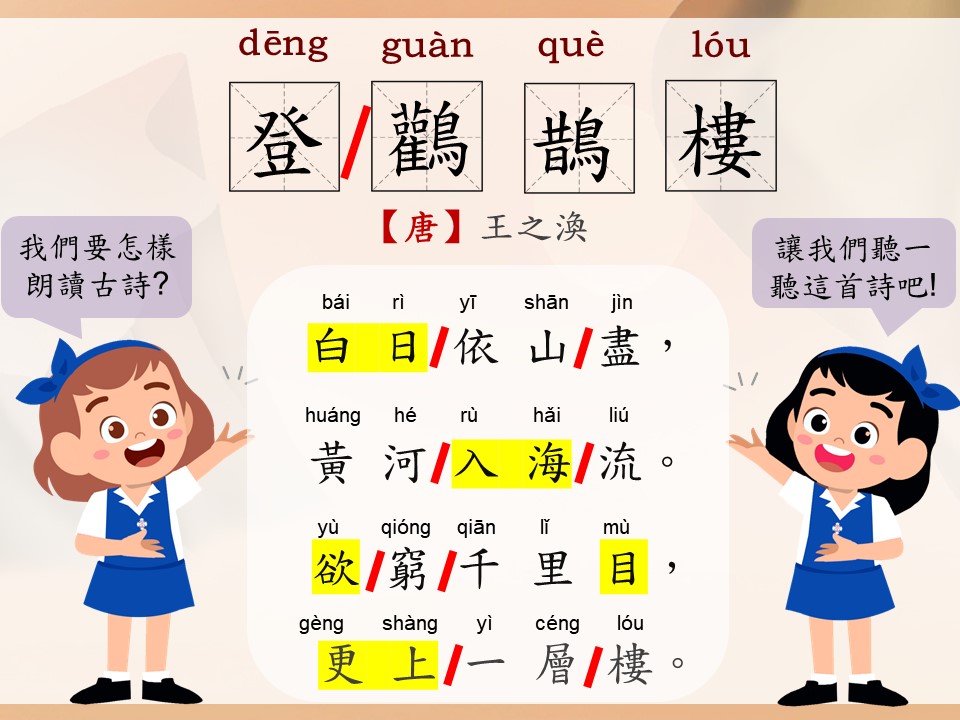 dēng guàn què lóu
登/鸛鵲樓
【唐】王之渙
我們要怎樣
朗讀古詩?
讓我們聽一
聽這首詩吧!
bái rì yī shān jìn
白日/依山/盡，
huáng hé rù hǎi liú
黃河/入海/流。
yù qióng qiān lǐ mù
欲/窮/千里目，
gèng shàng yì céng lóu
更上/一層/樓。